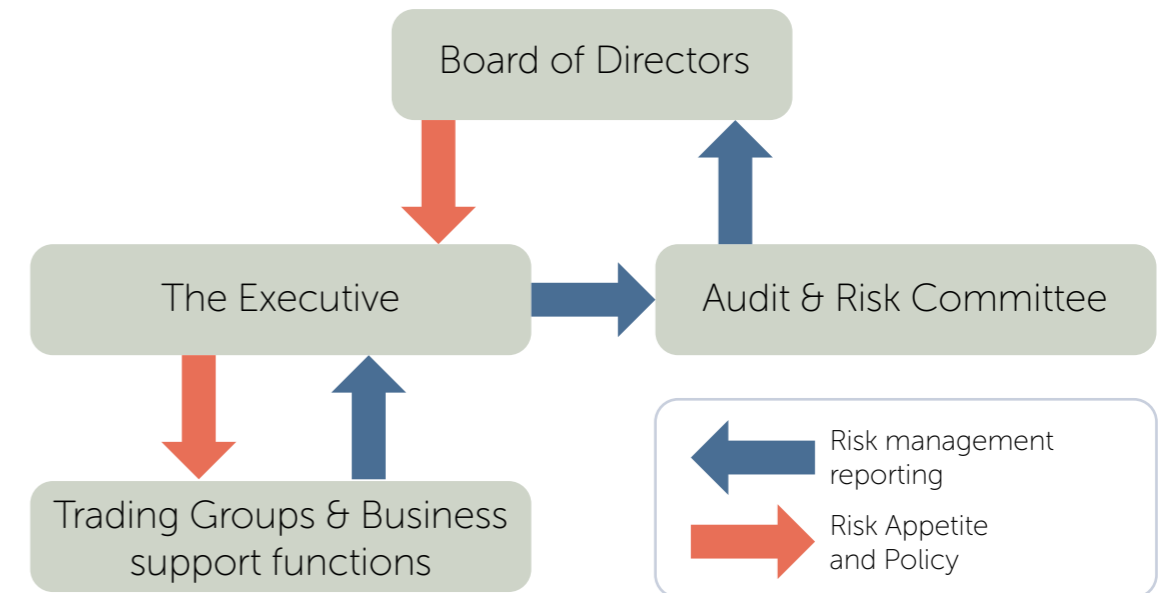 Board of Directors
The Executive
Audit & Risk Committee
Trading Groups & Business
support functions
Risk management
reporting
Risk Appetite
and Policy